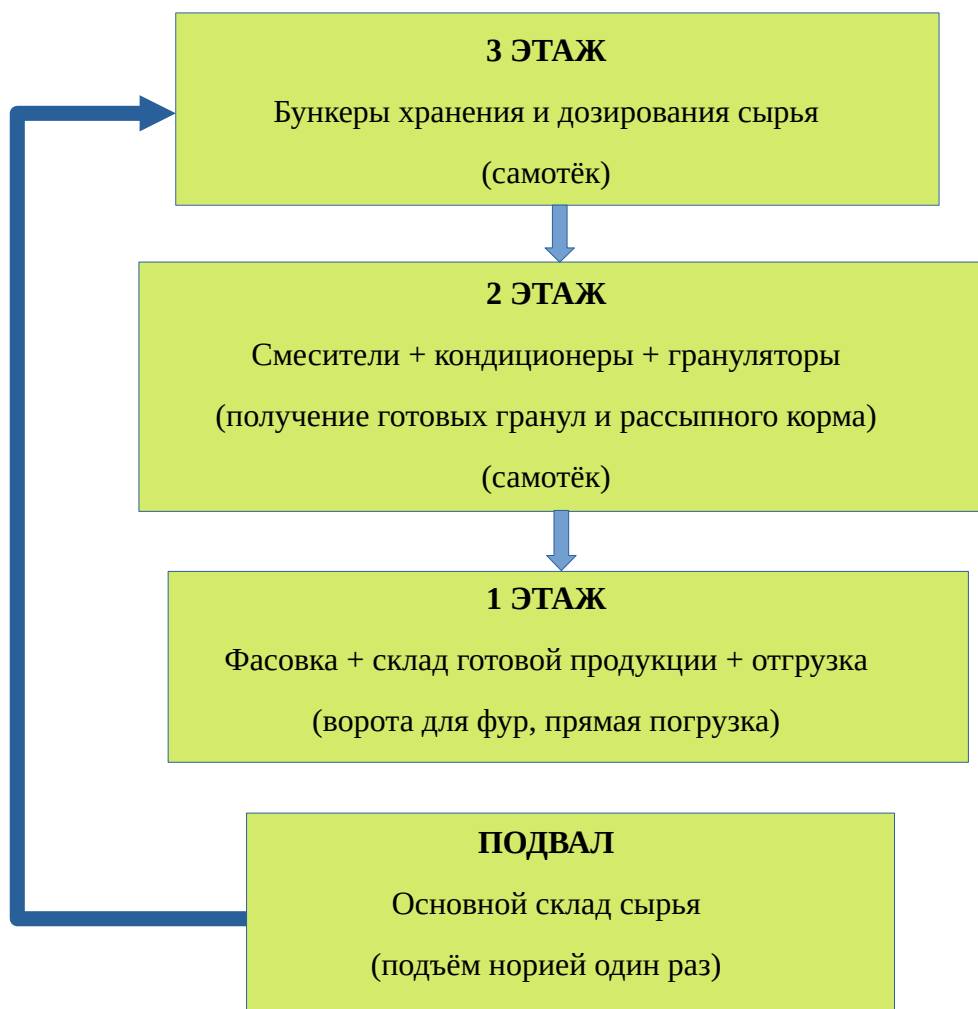 3 ЭТАЖ
Бункеры хранения и дозирования сырья
(самотёк)
2 ЭТАЖ
Смесители + кондиционеры + грануляторы
(получение готовых гранул и рассыпного корма)
(самотёк)
1 ЭТАЖ
Фасовка + склад готовой продукции + отгрузка
(ворота для фур, прямая погрузка)
ПОДВАЛ
Основной склад сырья
(подъём норией один раз)